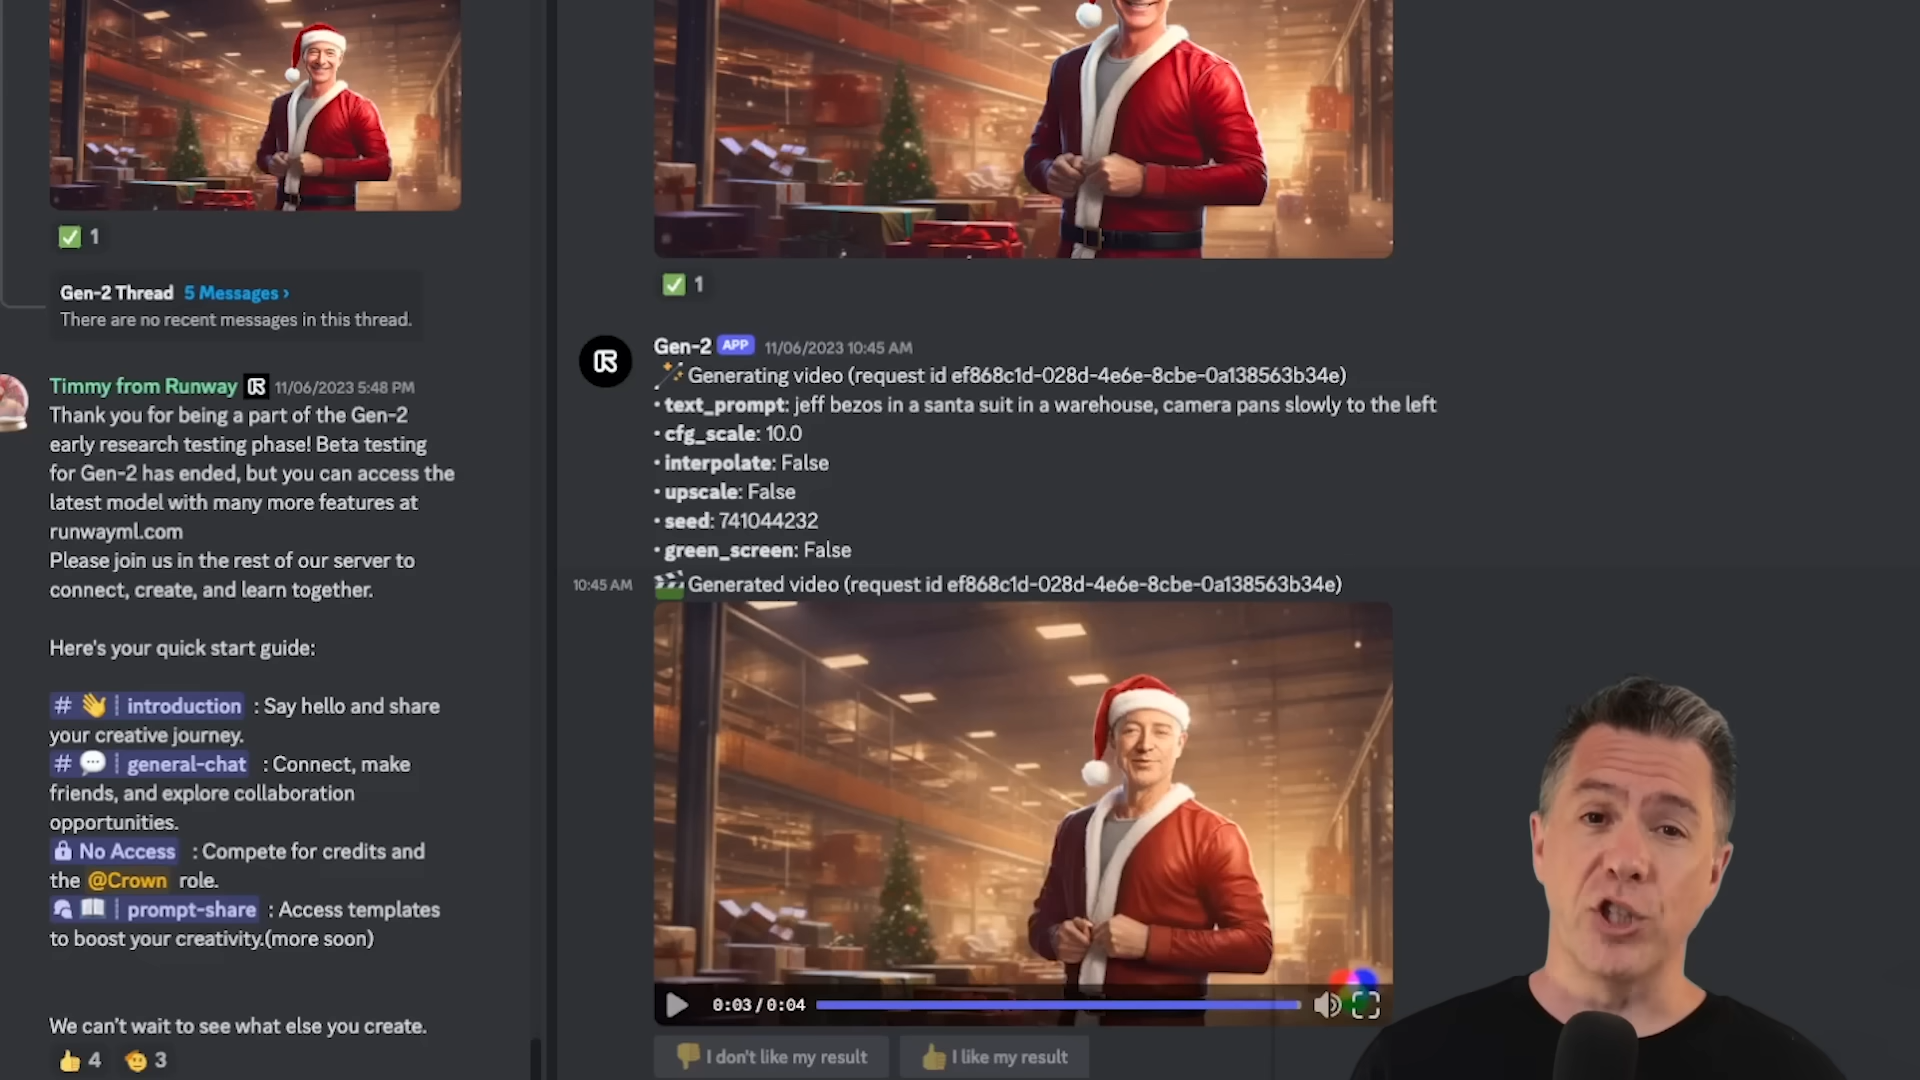 1
Gen-2 Thread 5 Messages ›
There are no recent messages in this thread.
Timmy from Runway 11/06/2023 5:48 PM
Thank you for being a part of the Gen-2
early research testing phase! Beta testing
for Gen-2 has ended, but you can access the
latest model with many more features at
runwayml.com
Please join us in the rest of our server to
connect, create, and learn together.
Here's your quick start guide:
# 👋 | introduction : Say hello and share
your creative journey.
# 💬 | general-chat : Connect, make
friends, and explore collaboration
opportunities.
No Access : Compete for credits and
the @Crown role.
| prompt-share : Access templates
to boost your creativity.(more soon)
We can't wait to see what else you create.
4 3
1
Gen-2 APP 11/06/2023 10:45 AM
Generating video (request id ef868c1d-028d-4e6e-8cbe-0a138563b34e)
• text_prompt: jeff bezos in a santa suit in a warehouse, camera pans slowly to the left
• cfg_scale: 10.0
• interpolate: False
• upscale: False
• seed: 741044232
• green_screen: False
10:45 AM Generated video (request id ef868c1d-028d-4e6e-8cbe-0a138563b34e)
0:03 / 0:04
I don't like my result I like my result